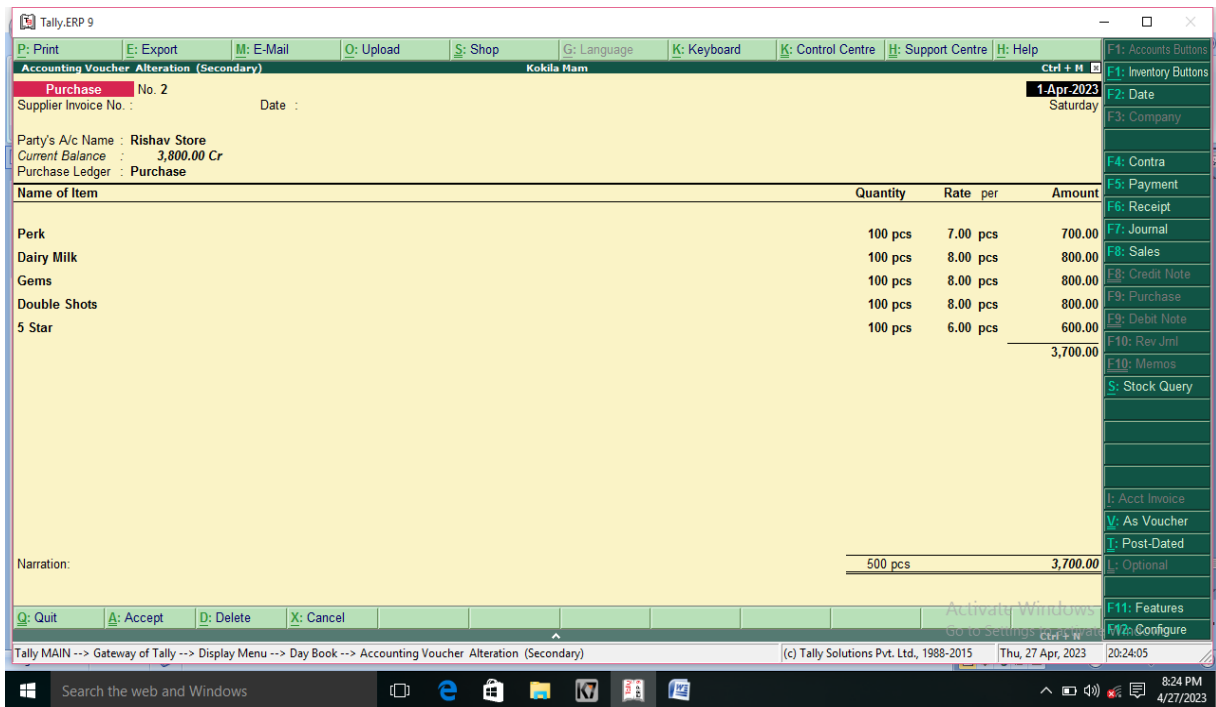 Tally.ERP 9
P: Print E: Export M: E-Mail O: Upload S: Shop G: Language K: Keyboard K: Control Centre H: Support Centre H: Help F1: Accounts Buttons
Accounting Voucher Alteration (Secondary) Kokila Mam Ctrl + M
F1: Inventory Buttons
Purchase No. 2 1-Apr-2023 F2: Date
Supplier Invoice No. : Date : Saturday
F3: Company
Party's A/c Name : Rishav Store
Current Balance : 3,800.00 Cr F4: Contra
Purchase Ledger : Purchase
Name of Item Quantity Rate per Amount F5: Payment
F6: Receipt
Perk 100 pcs 7.00 pcs 700.00 F7: Journal
Dairy Milk 100 pcs 8.00 pcs 800.00 F8: Sales
Gems 100 pcs 8.00 pcs 800.00 F8: Credit Note
Double Shots 100 pcs 8.00 pcs 800.00 F9: Purchase
5 Star 100 pcs 6.00 pcs 600.00 F9: Debit Note
3,700.00 F10: Rev Jrnl
F10: Memos
S: Stock Query
I: Acct Invoice
V: As Voucher
T: Post-Dated
Narration: 500 pcs 3,700.00 L: Optional
Activate Windows F11: Features
Q: Quit A: Accept D: Delete X: Cancel
Go to Settings to activate Windows. Ctrl + N F12: Configure
Tally MAIN --> Gateway of Tally --> Display Menu --> Day Book --> Accounting Voucher Alteration (Secondary) (c) Tally Solutions Pvt. Ltd., 1988-2015 Thu, 27 Apr, 2023 20:24:05
Search the web and Windows 8:24 PM
4/27/2023